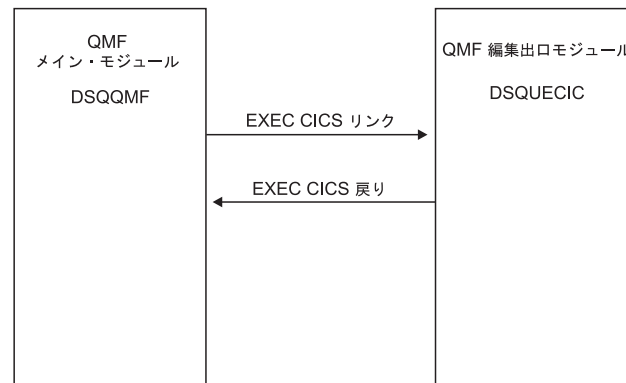 QMF
メイン・モジュール
DSQQMF
QMF 編集出口モジュール
DSQUECIC
EXEC CICS リンク
EXEC CICS 戻り